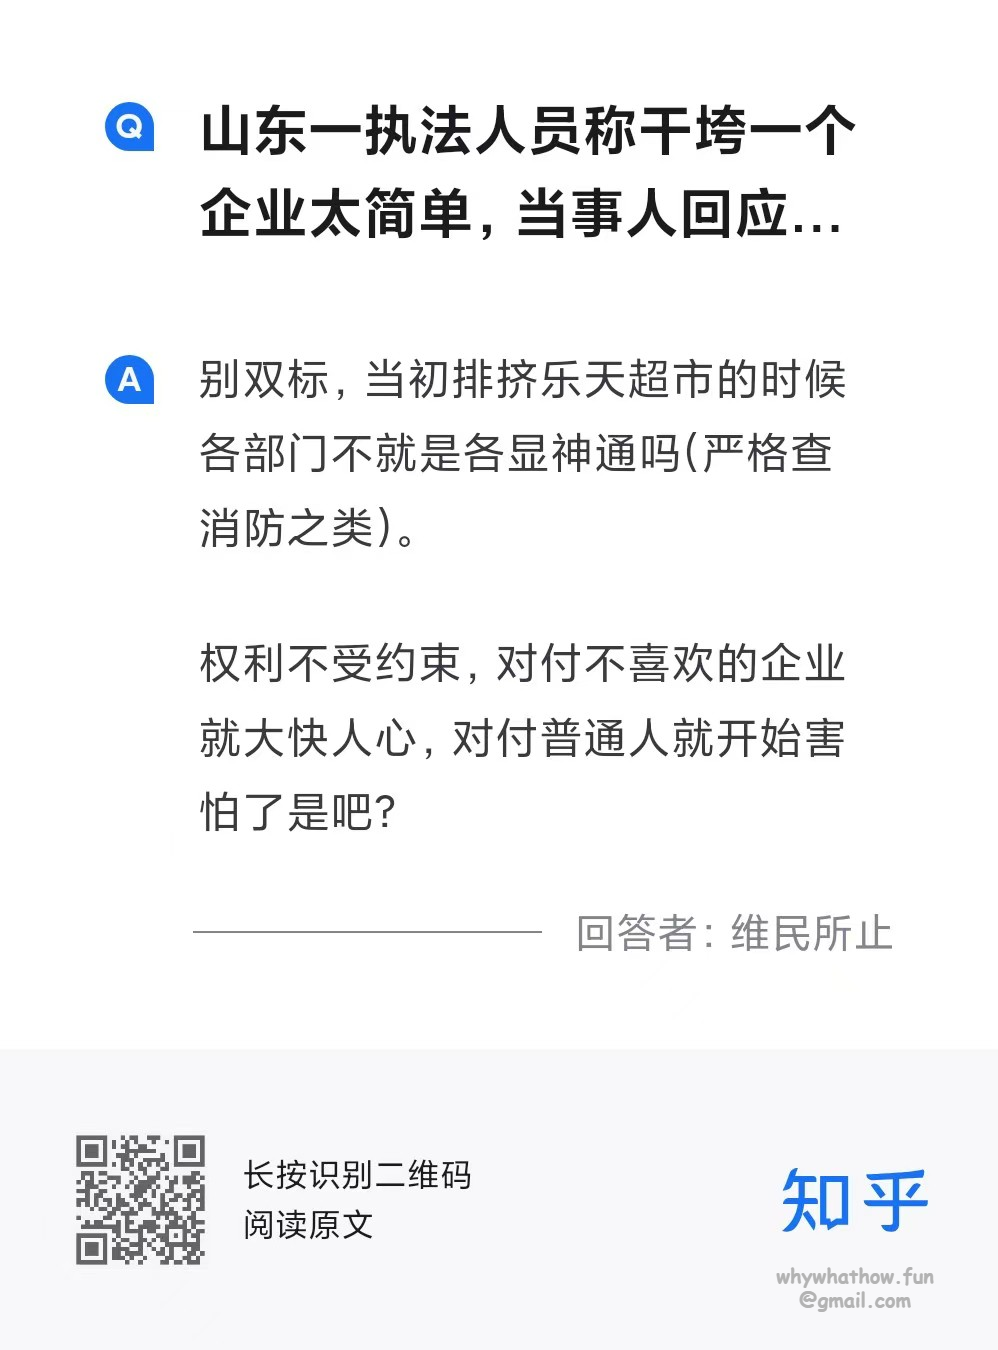 Q
山东一执法人员称干垮一个
企业太简单，当事人回应...
A
别双标，当初排挤乐天超市的时候
各部门不就是各显神通吗(严格查
消防之类)。
权利不受约束，对付不喜欢的企业
就大快人心，对付普通人就开始害
怕了是吧?
回答者：维民所止
长按识别二维码
阅读原文
知乎
whywhathow.fun
@gmail.com